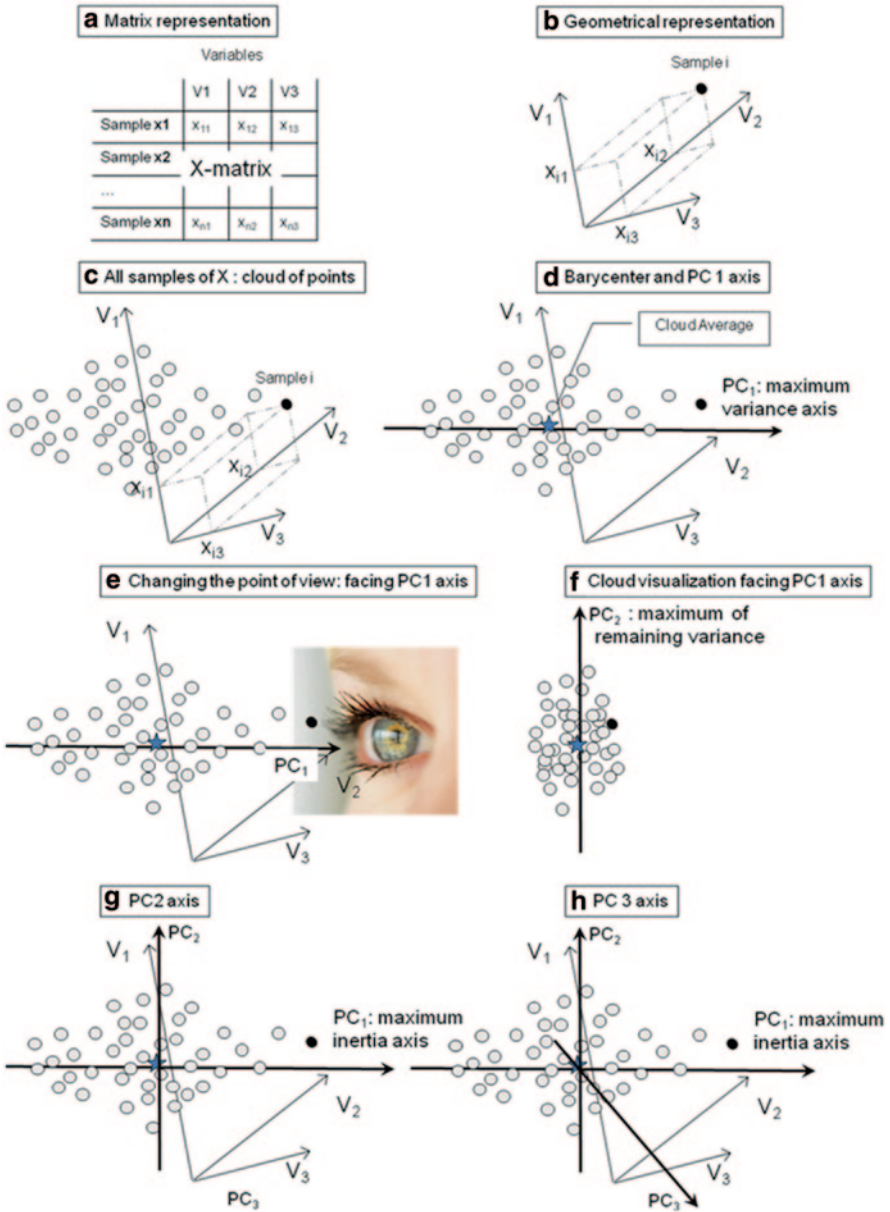 a Matrix representation
Variables
V1 V2 V3
Sample x1 x₁₁ x₁₂ x₁₃
Sample x2
X-matrix
...
Sample xn xₙ₁ xₙ₂ xₙ₃
b Geometrical representation
Sample i
V₁
V₂
xᵢ₂
xᵢ₁
V₃
xᵢ₃
c All samples of X : cloud of points
V₁
Sample i
V₂
xᵢ₂
xᵢ₁
V₃
xᵢ₃
d Barycenter and PC 1 axis
V₁
Cloud Average
PC₁: maximum
variance axis
V₂
V₃
e Changing the point of view: facing PC1 axis
V₁
PC₁
V₂
V₃
f Cloud visualization facing PC1 axis
PC₂ : maximum of
remaining variance
g PC2 axis
PC₂
V₁
PC₁: maximum
inertia axis
V₂
V₃
PC₃
h PC 3 axis
PC₂
V₁
PC₁: maximum
inertia axis
V₂
V₃
PC₃